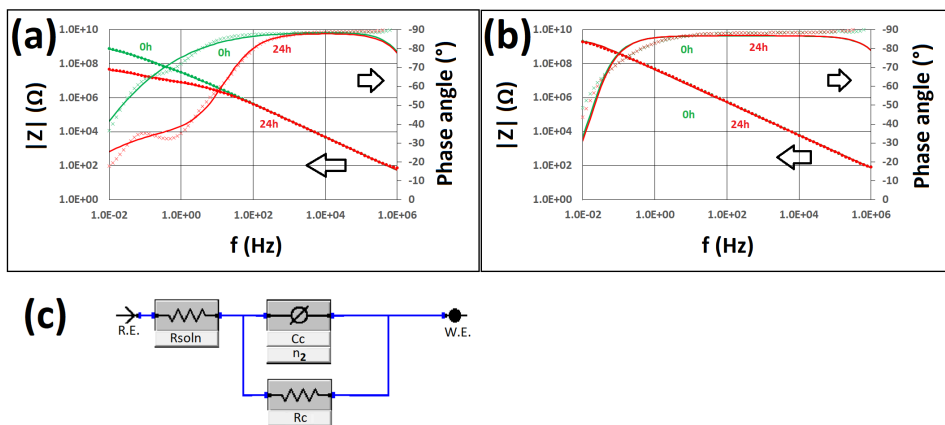 (a)
1.0E+10
1.0E+08
1.0E+06
1.0E+04
1.0E+02
1.0E+00
|Z| (Ω)
0h
0h
24h
24h
-90
-80
-70
-60
-50
-40
-30
-20
-10
0
Phase angle (°)
1.0E-02 1.0E+00 1.0E+02 1.0E+04 1.0E+06
f (Hz)
(b)
1.0E+10
1.0E+08
1.0E+06
1.0E+04
1.0E+02
1.0E+00
|Z| (Ω)
0h
24h
0h
24h
-90
-80
-70
-60
-50
-40
-30
-20
-10
0
Phase angle (°)
1.0E-02 1.0E+00 1.0E+02 1.0E+04 1.0E+06
f (Hz)
(c)
R.E.
Rsoln
Cc
n2
Rc
W.E.